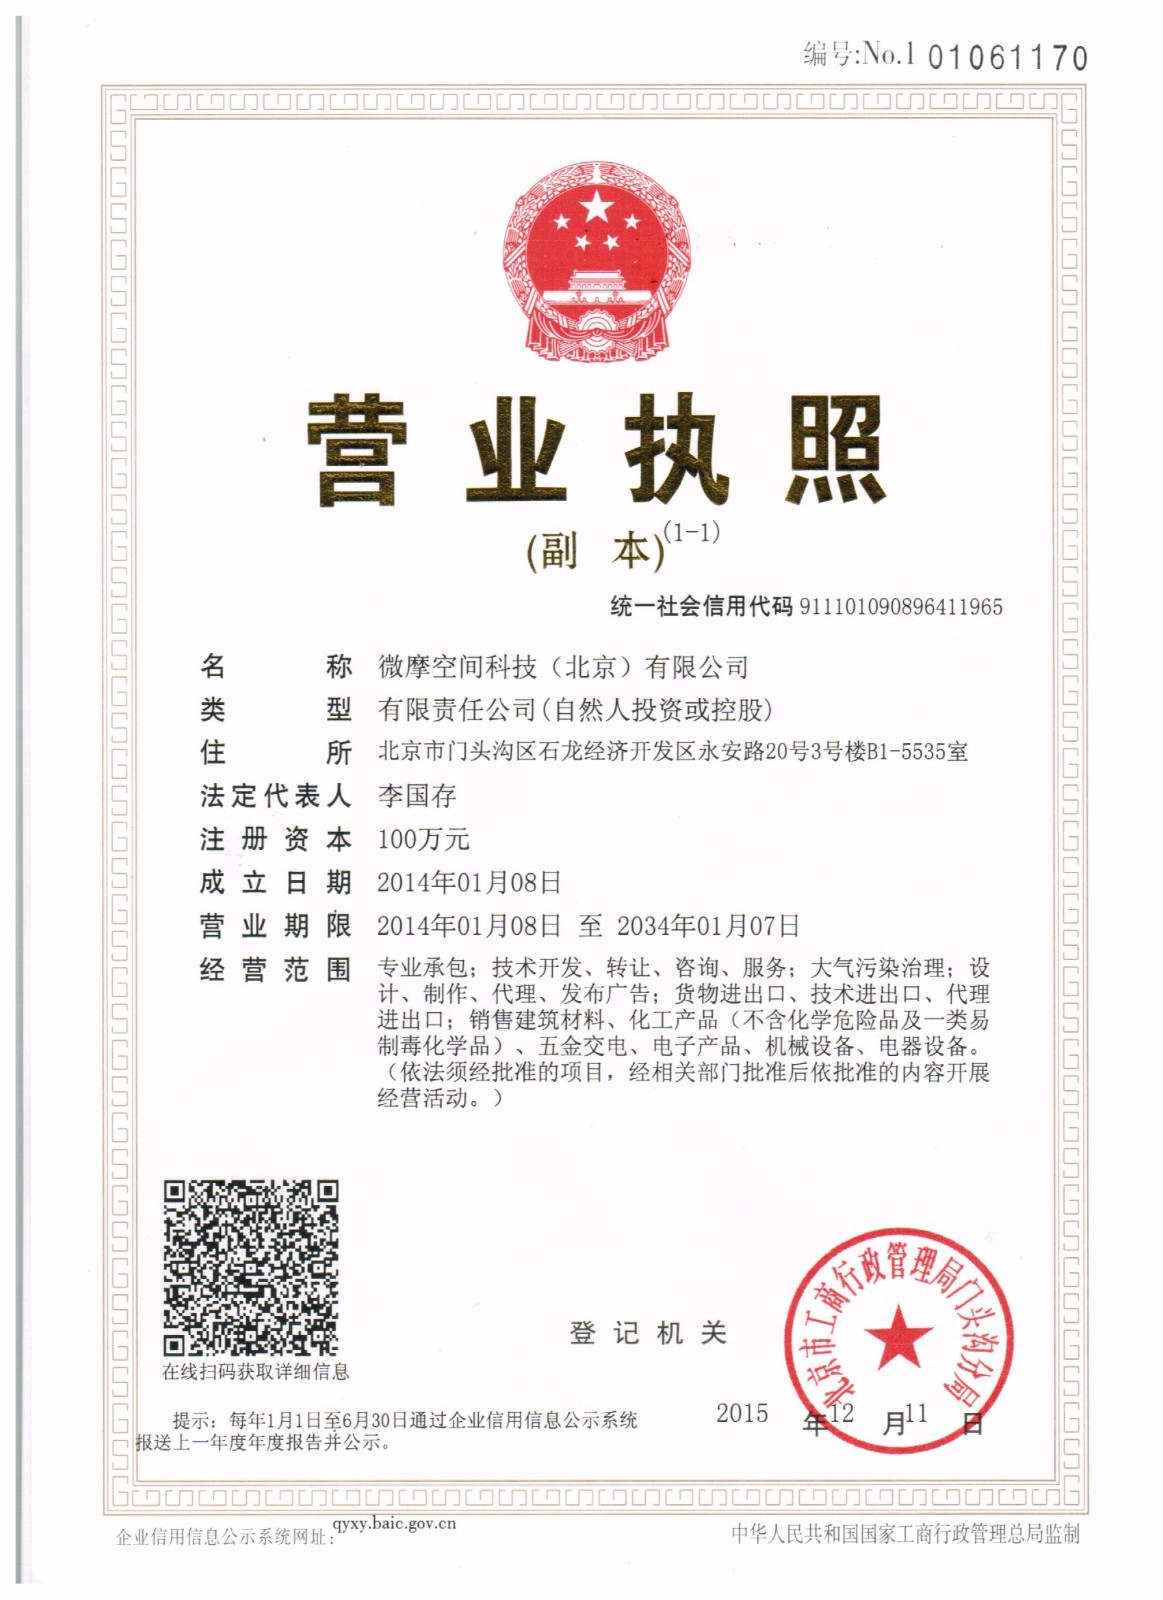 编号:No.1 01061170
营业执照
(副 本)(1-1)
统一社会信用代码 911101090896411965
名 称 微摩空间科技（北京）有限公司
类 型 有限责任公司(自然人投资或控股)
住 所 北京市门头沟区石龙经济开发区永安路20号3号楼B1-5535室
法定代表人 李国存
注册资本 100万元
成立日期 2014年01月08日
营业期限 2014年01月08日 至 2034年01月07日
经营范围 专业承包；技术开发、转让、咨询、服务；大气污染治理；设
计、制作、代理、发布广告；货物进出口、技术进出口、代理
进出口；销售建筑材料、化工产品（不含化学危险品及一类易
制毒化学品）、五金交电、电子产品、机械设备、电器设备。
（依法须经批准的项目，经相关部门批准后依批准的内容开展
经营活动。）
在线扫码获取详细信息
登记机关
北京市工商行政管理局门头沟分局
2015 年12 月11 日
提示：每年1月1日至6月30日通过企业信用信息公示系统
报送上一年度年度报告并公示。
企业信用信息公示系统网址：qyxy.baic.gov.cn
中华人民共和国国家工商行政管理总局监制